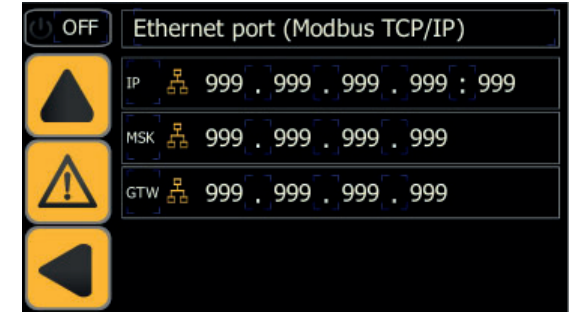 OFF Ethernet port (Modbus TCP/IP)
IP 999 . 999 . 999 . 999 : 999
MSK 999 . 999 . 999 . 999
GTW 999 . 999 . 999 . 999